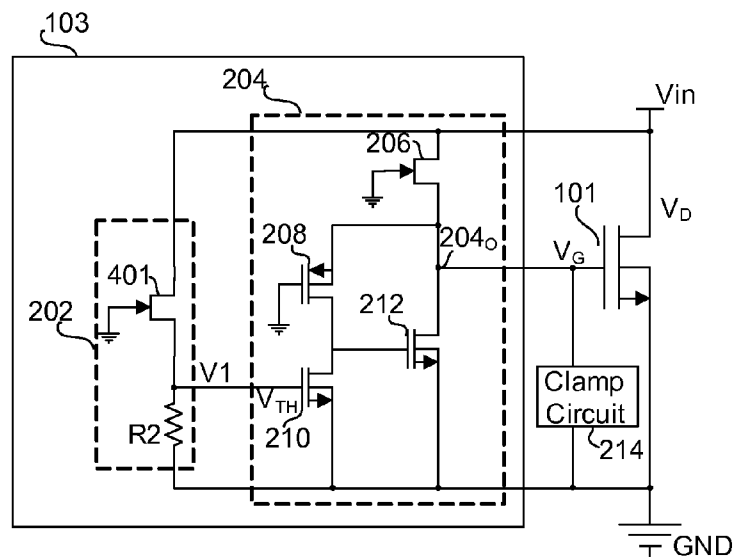 103
204
206
Vin
101
V_D
208
204_O
V_G
401
202
212
V1
V_TH
Clamp
Circuit
R2
210
214
GND